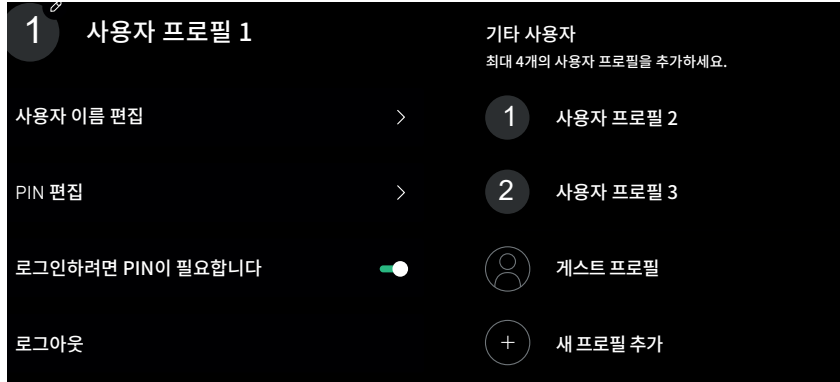 1
사용자 프로필 1
사용자 이름 편집
PIN 편집
로그인하려면 PIN이 필요합니다
로그아웃
기타 사용자
최대 4개의 사용자 프로필을 추가하세요.
1
사용자 프로필 2
2
사용자 프로필 3
게스트 프로필
새 프로필 추가